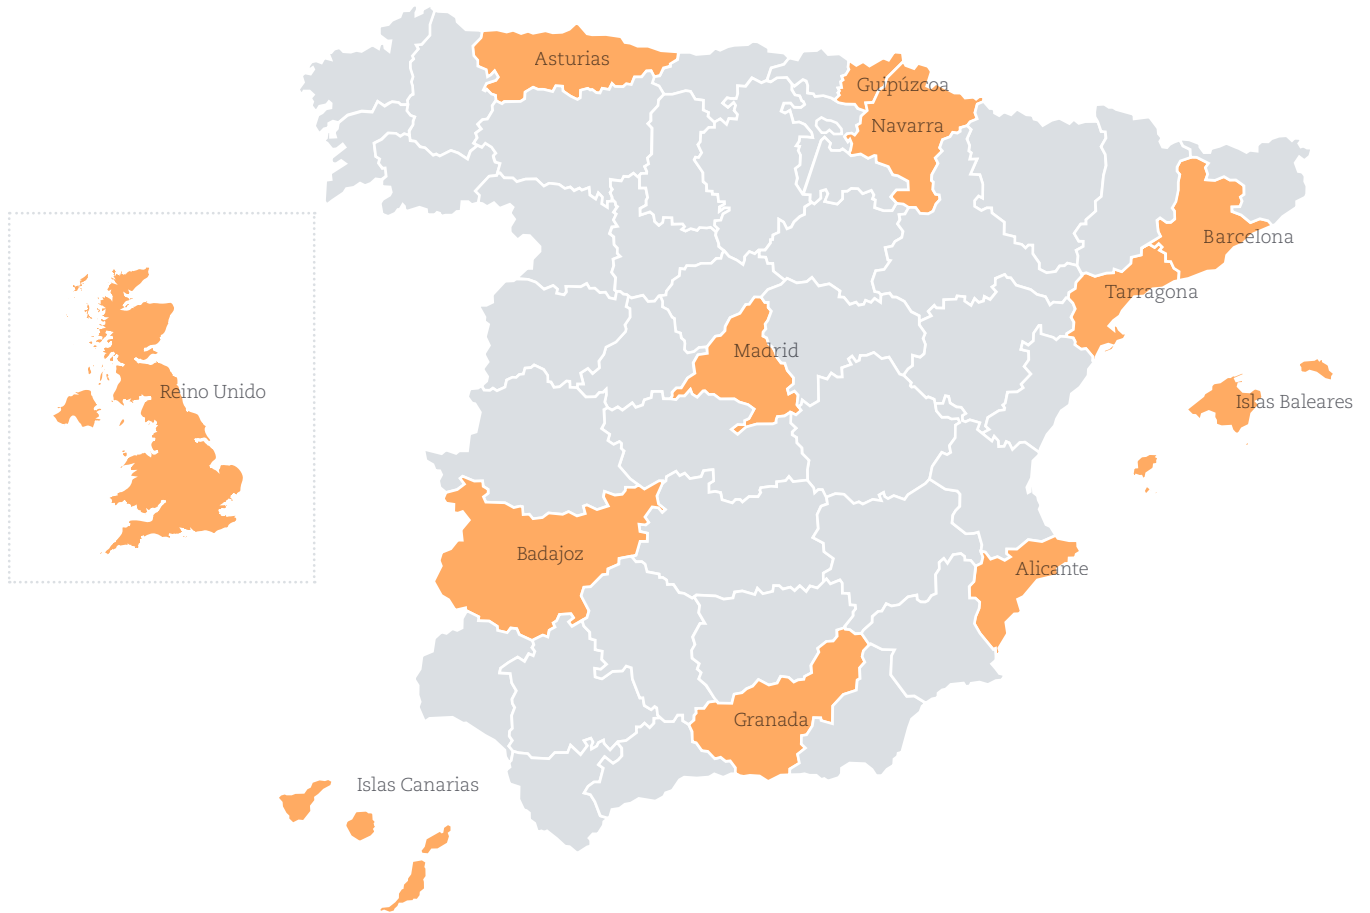 Asturias
Guipúzcoa
Navarra
Barcelona
Tarragona
Madrid
Reino Unido
Islas Baleares
Badajoz
Alicante
Granada
Islas Canarias